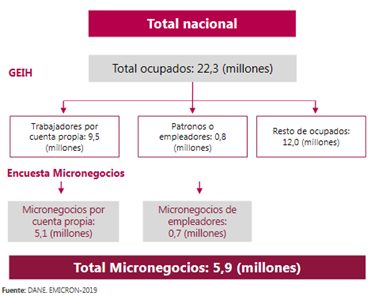 Total nacional
GEIH
Total ocupados: 22,3 (millones)
Trabajadores por
cuenta propia: 9,5
(millones)
Patronos o
empleadores: 0,8
(millones)
Resto de ocupados:
12,0 (millones)
Encuesta Micronegocios
Micronegocios por
cuenta propia:
5,1 (millones)
Micronegocios de
empleadores:
0,7 (millones)
Total Micronegocios: 5,9 (millones)
Fuente: DANE. EMICRON-2019